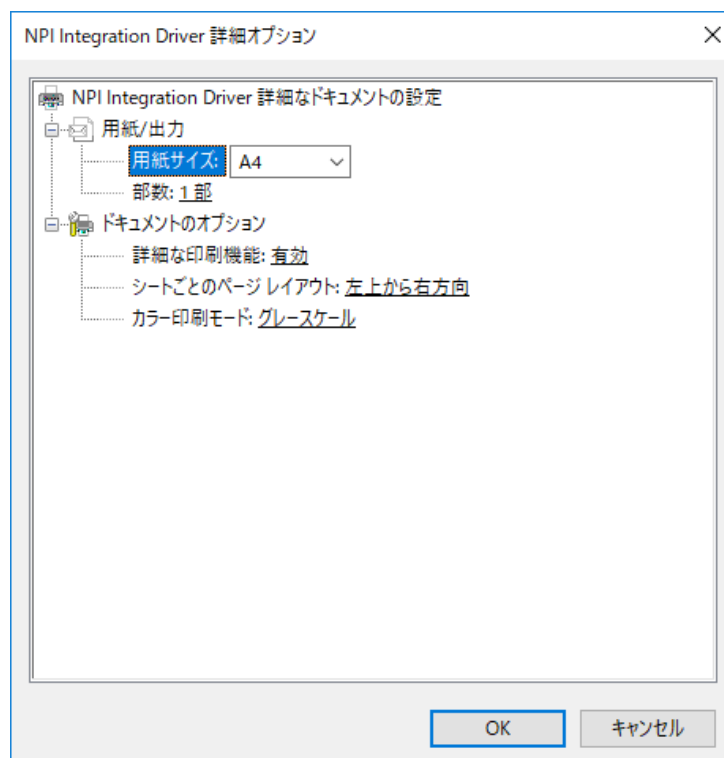 NPI Integration Driver 詳細オプション
NPI Integration Driver 詳細なドキュメントの設定
用紙/出力
用紙サイズ: A4
部数: 1 部
ドキュメントのオプション
詳細な印刷機能: 有効
シートごとのページ レイアウト: 左上から右方向
カラー印刷モード: グレースケール
OK キャンセル